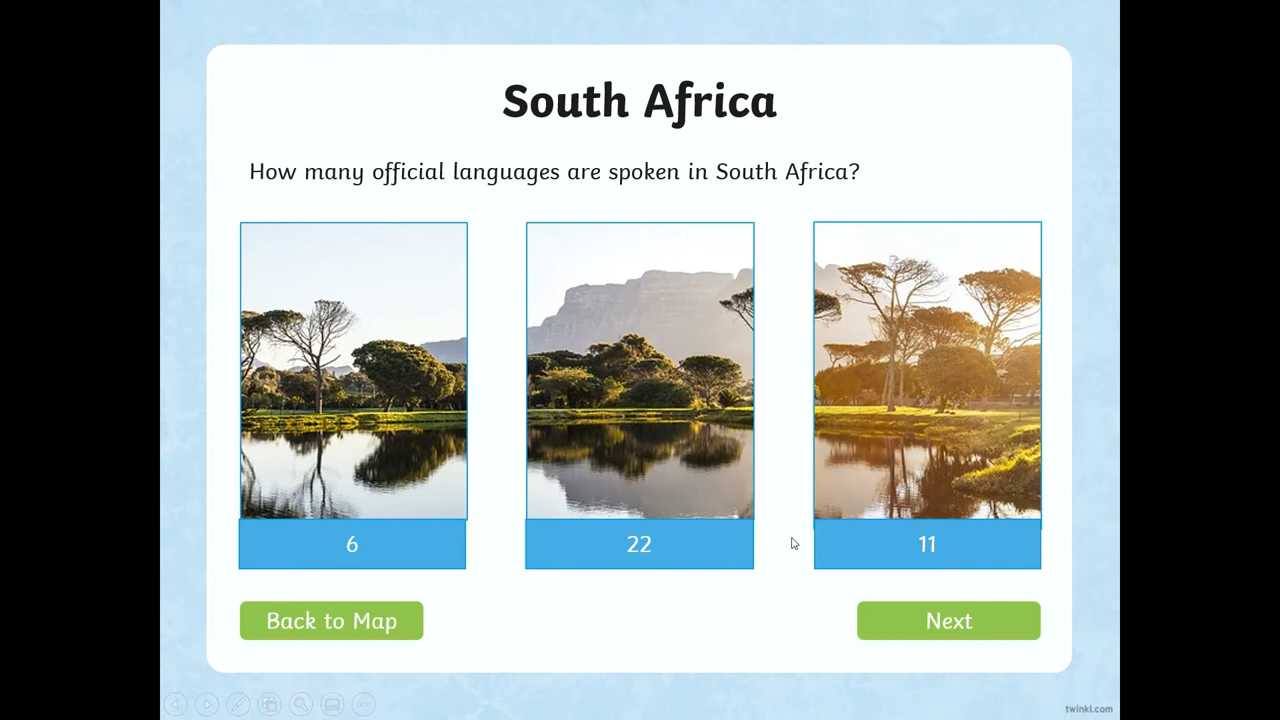 South Africa
How many official languages are spoken in South Africa?
6
22
11
Back to Map
Next
twinkl.com